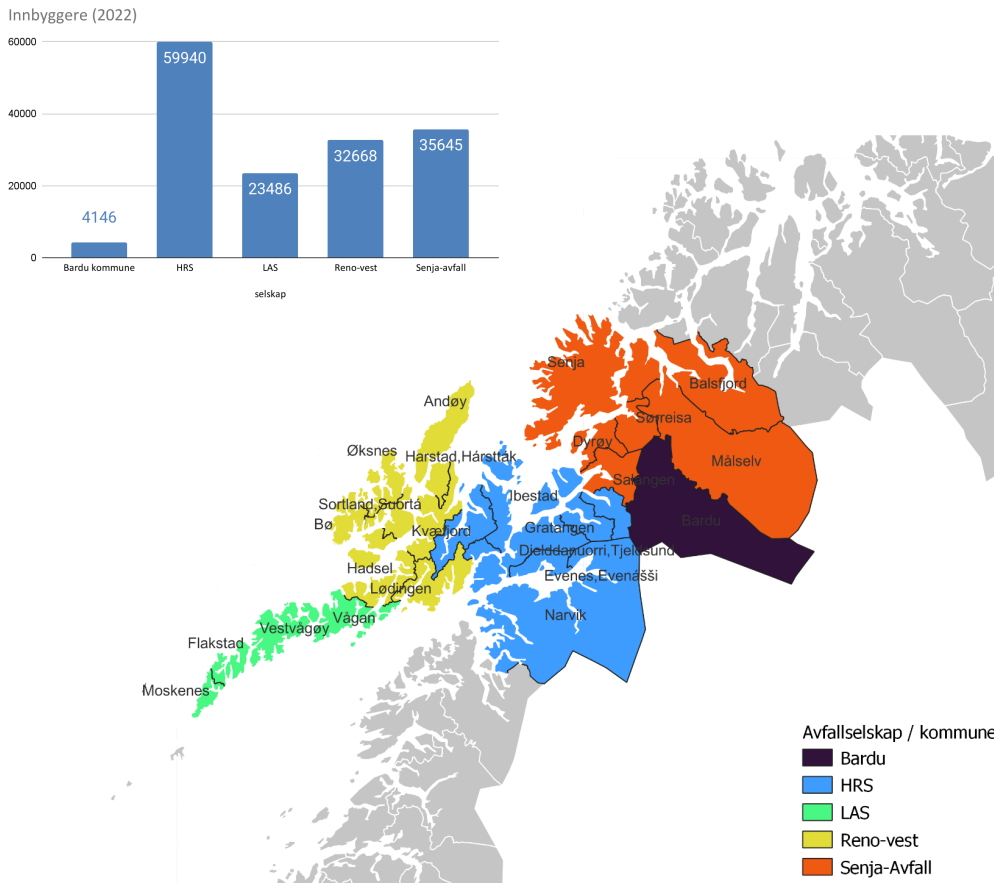 Innbyggere (2022)
60000
40000
20000
0
4146
59940
23486
32668
35645
Bardu kommune
HRS
LAS
Reno-vest
Senja-avfall
selskap
Senja
Balsfjord
Andøy
Sørreisa
Dyrøy
Øksnes
Harstad,Hárstták
Målselv
Salangen
Ibestad
Sortland,Suortá
Bø
Kvæfjord
Gratangen
Bardu
Dielddanuorri,Tjeldsund
Hadsel
Evenes,Evenášši
Lødingen
Narvik
Vågan
Vestvågøy
Flakstad
Moskenes
Avfallselskap / kommune
Bardu
HRS
LAS
Reno-vest
Senja-Avfall